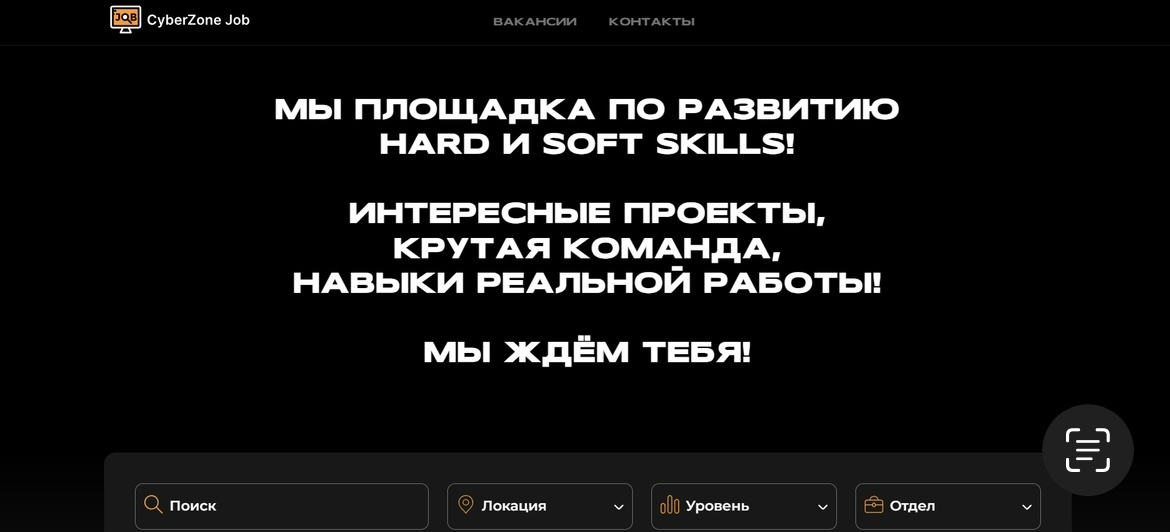 JOB CyberZone Job ВАКАНСИИ КОНТАКТЫ
МЫ ПЛОЩАДКА ПО РАЗВИТИЮ
HARD И SOFT SKILLS!
ИНТЕРЕСНЫЕ ПРОЕКТЫ,
КРУТАЯ КОМАНДА,
НАВЫКИ РЕАЛЬНОЙ РАБОТЫ!
МЫ ЖДЁМ ТЕБЯ!
Поиск Локация Уровень Отдел